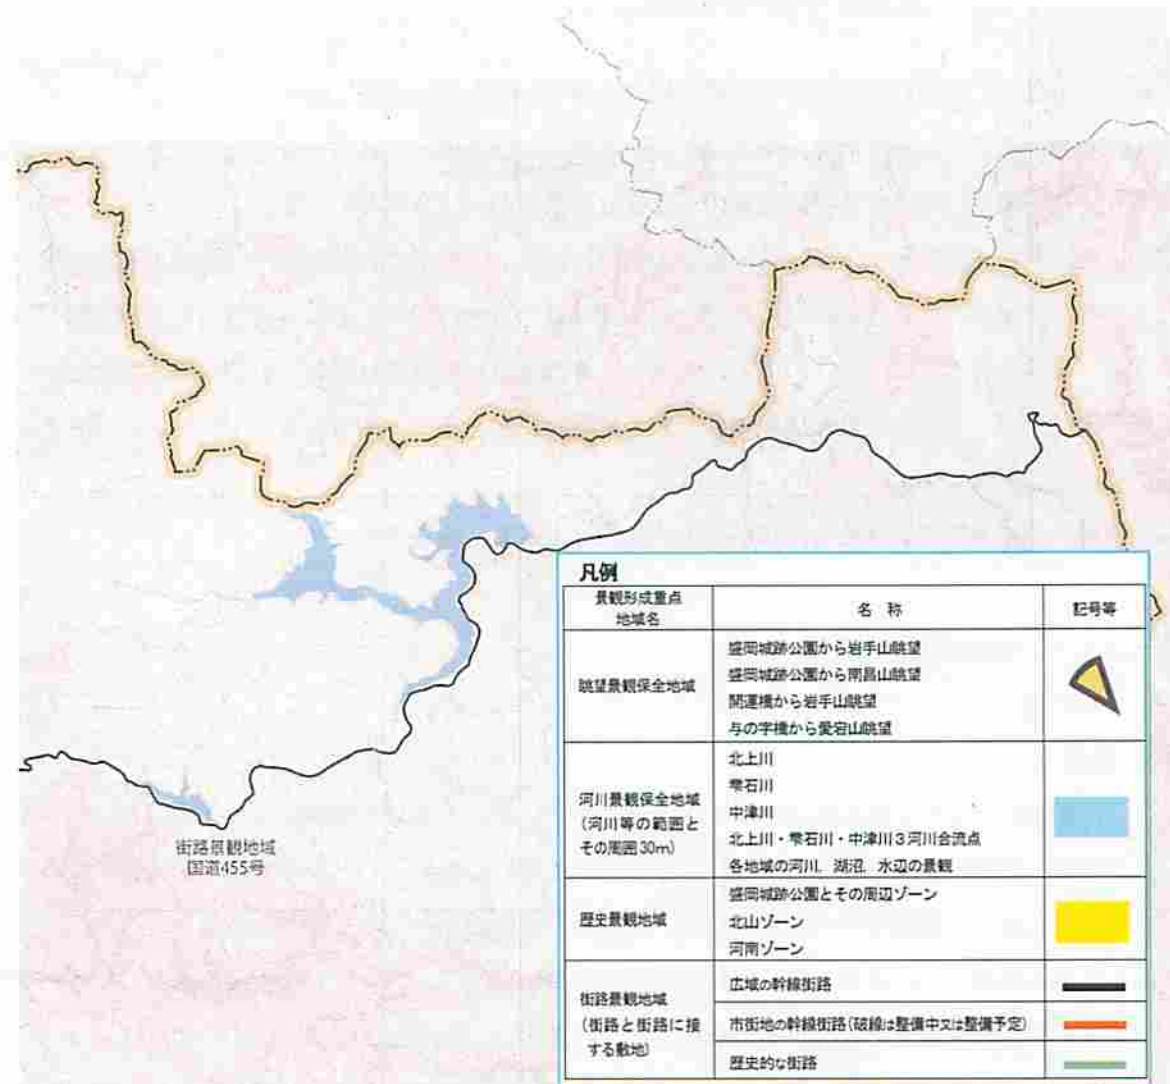 街路景観地域
国道455号
凡例
景観形成重点
地域名
名 称
記号等
眺望景観保全地域
盛岡城跡公園から岩手山眺望
盛岡城跡公園から南昌山眺望
開運橋から岩手山眺望
与の字橋から愛宕山眺望
河川景観保全地域
(河川等の範囲と
その周囲30m)
北上川
雫石川
中津川
北上川・雫石川・中津川3河川合流点
各地域の河川,湖沼,水辺の景観
歴史景観地域
盛岡城跡公園とその周辺ゾーン
北山ゾーン
河南ゾーン
街路景観地域
(街路と街路に接
する敷地)
広域の幹線街路
市街地の幹線街路(破線は整備中又は整備予定)
歴史的な街路